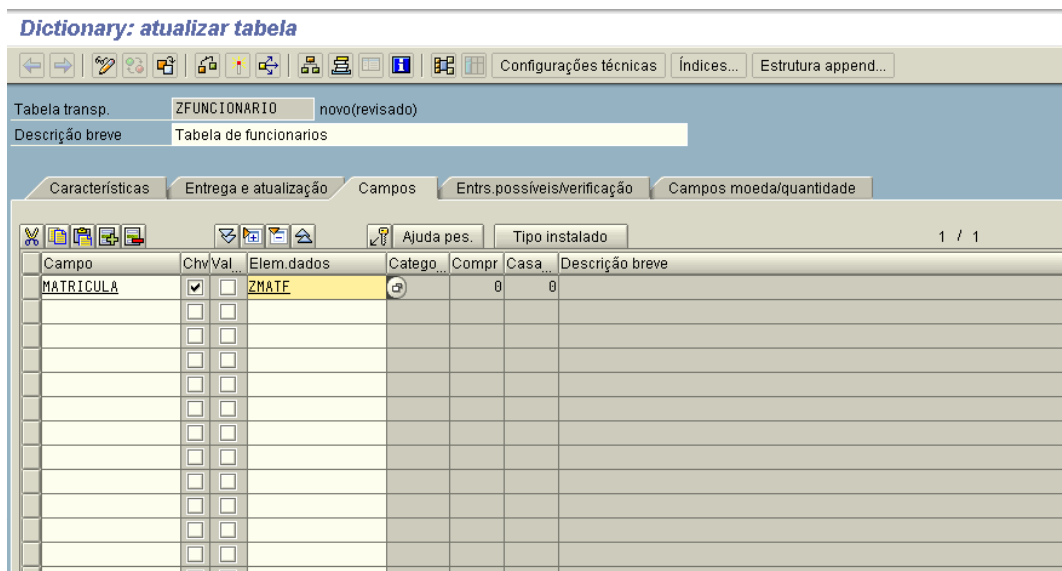 Dictionary: atualizar tabela
Configurações técnicas Índices... Estrutura append...
Tabela transp. ZFUNCIONARIO novo(revisado)
Descrição breve Tabela de funcionarios
Características Entrega e atualização Campos Entrs.possíveis/verificação Campos moeda/quantidade
Ajuda pes. Tipo instalado 1 / 1
Campo Chv Val... Elem.dados Catego... Compr Casa... Descrição breve
MATRICULA ZMATF 0 0